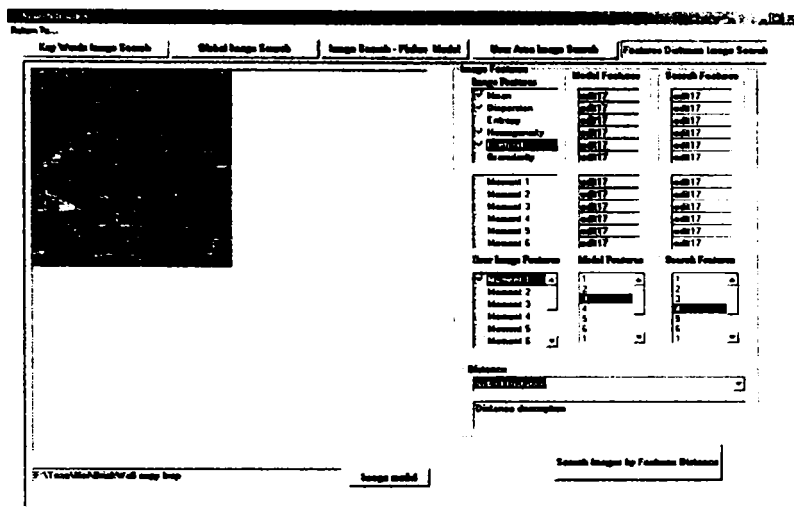 Return To...
Key Words Image Search
Global Image Search
Image Search - Picture Model
User Area Image Search
Features Distance Image Search
Image Features
Image Features
Model Features
Search Features
Mean
edit17
edit17
Dispersion
edit17
edit17
Entropy
edit17
edit17
Homogeneity
edit17
edit17
edit17
edit17
Granularity
edit17
edit17
Moment 1
edit17
edit17
Moment 2
edit17
edit17
Moment 3
edit17
edit17
Moment 4
edit17
edit17
Moment 5
edit17
edit17
Moment 6
edit17
edit17
User Image Features
Model Features
Search Features
1
1
Moment 2
2
2
Moment 3
3
Moment 4
4
Moment 5
5
5
Moment 6
6
6
1
1
Distance
Distance description
Search Images by Features Distance
Image model